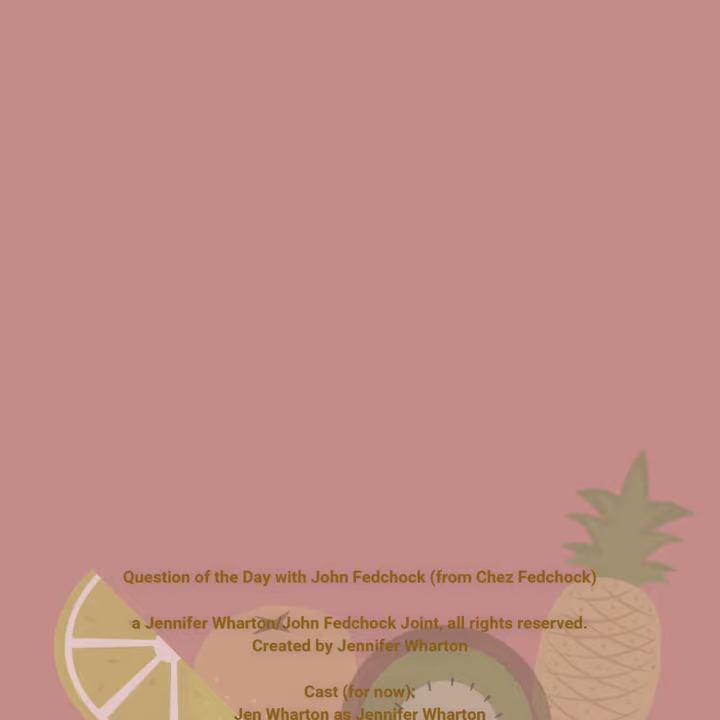 Question of the Day with John Fedchock (from Chez Fedchock)
a Jennifer Wharton/John Fedchock Joint, all rights reserved.
Created by Jennifer Wharton
Cast (for now):
Jen Wharton as Jennifer Wharton